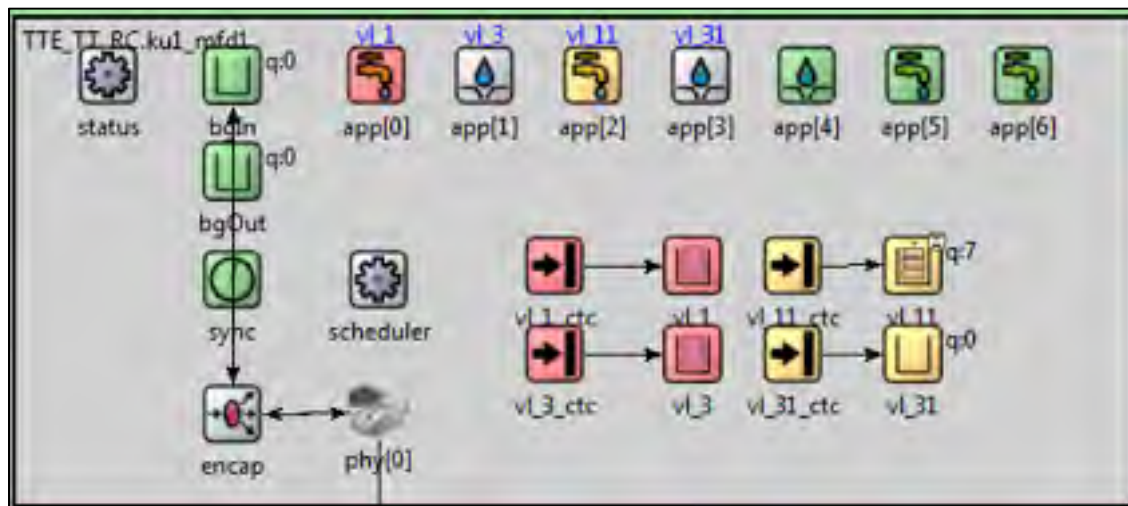 TTE_TT_RC.ku1_mfd1
vl_1 vl_3 vl_11 vl_31
q:0
status bgIn app[0] app[1] app[2] app[3] app[4] app[5] app[6]
q:0
bgOut
q:7
sync scheduler vl_1_ctc vl_1 vl_11_ctc vl_11
q:0
vl_3_ctc vl_3 vl_31_ctc vl_31
encap phy[0]